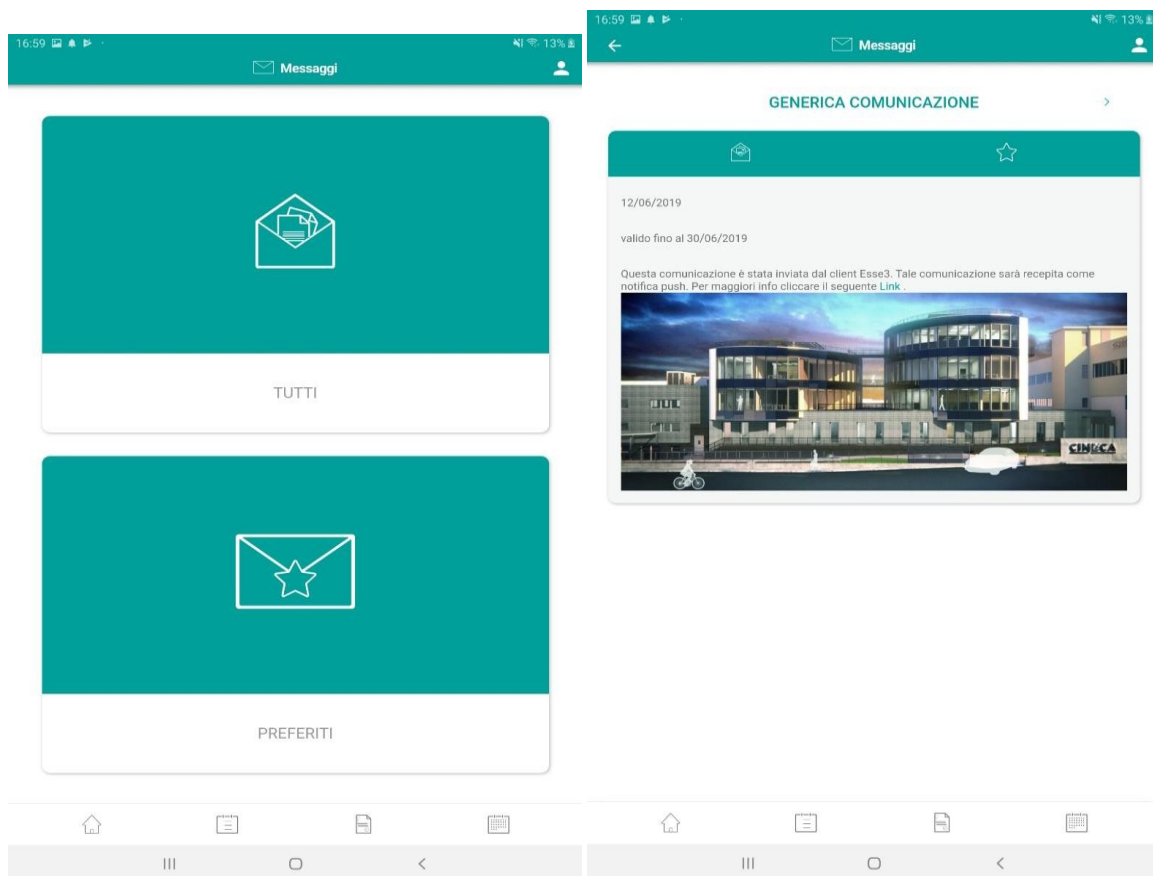 16:59
13%
Messaggi
TUTTI
PREFERITI
16:59
13%
Messaggi
GENERICA COMUNICAZIONE
12/06/2019
valido fino al 30/06/2019
Questa comunicazione è stata inviata dal client Esse3. Tale comunicazione sarà recepita come
notifica push. Per maggiori info cliccare il seguente Link .
CINECA